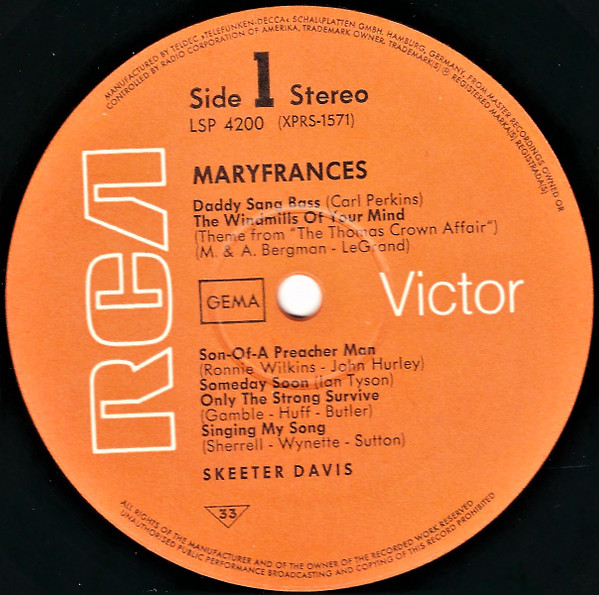 MANUFACTURED BY TELDEC »TELEFUNKEN-DECCA« SCHALLPLATTEN GMBH, HAMBURG, GERMANY, FROM MASTER RECORDINGS OWNED OR
CONTROLLED BY RADIO CORPORATION OF AMERIKA, TRADEMARK OWNER, TRADEMARK(S) ® REGISTERED MARKA(S) REGISTRADA(S)
Side 1 Stereo
LSP 4200 (XPRS-1571)
MARYFRANCES
Daddy Sang Bass (Carl Perkins)
The Windmills Of Your Mind
(Theme from "The Thomas Crown Affair")
(M. & A. Bergman - LeGrand)
RCA
GEMA
Victor
Son-Of-A Preacher Man
(Ronnie Wilkins - John Hurley)
Someday Soon (Ian Tyson)
Only The Strong Survive
(Gamble - Huff - Butler)
Singing My Song
(Sherrell - Wynette - Sutton)
SKEETER DAVIS
33
ALL RIGHTS OF THE MANUFACTURER AND OF THE OWNER OF THE RECORDED WORK RESERVED
UNAUTHORISED PUBLIC PERFORMANCE BROADCASTING AND COPYING OF THIS RECORD PROHIBITED